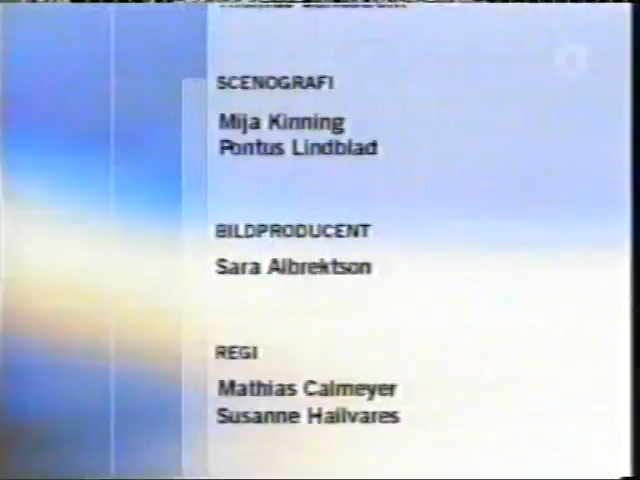 SCENOGRAFI
Mija Kinning
Pontus Lindblad
BILDPRODUCENT
Sara Albrektson
REGI
Mathias Calmeyer
Susanne Hallvares